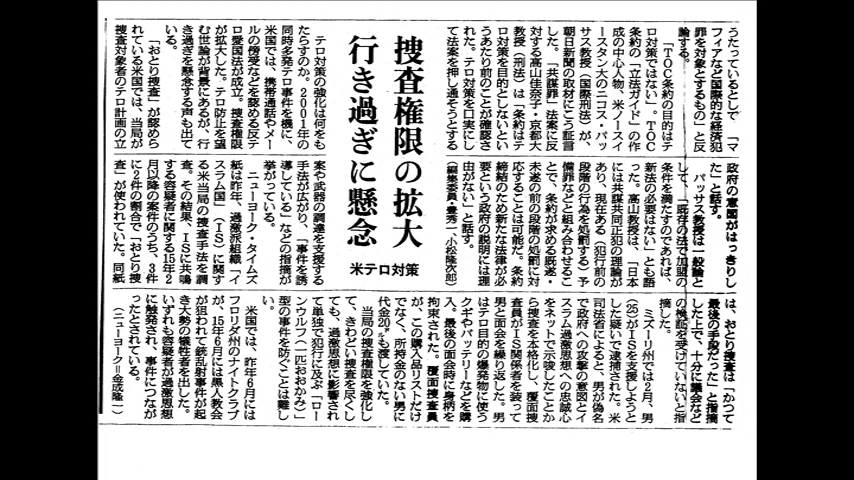 うたっているとして「マ
フィアなど国際的な経済犯
罪を対象とするもの」と反
論する。
「TOC条約の目的はテ
ロ対策ではない」。TOC
条約の「立法ガイド」の作
成の中心人物、米ノースイ
ースタン大のニコス・パッ
サス教授(国際刑法)が、
朝日新聞の取材にこう証言
した。「共謀罪」法案に反
対する高山佳奈子・京都大
教授(刑法)は「条約はテ
ロ対策を目的としないとい
うあたり前のことが確認さ
れた。テロ対策を口実にし
て法案を押し通そうとする
政府の意図がはっきりし
た」と話す。
パッサス教授は一般論と
して、「既存の法で加盟の
条件を満たすのであれば、
新法の必要はない」とも語
った。高山教授は、「日本
には共謀共同正犯の理論が
あり、現在ある(犯行前の
段階の行為を処罰する)予
備罪などと組み合わせるこ
とで、条約が求める既遂・
未遂の前の段階の処罰に対
応することは可能だ。条約
締結のため新たな法律が必
要という政府の説明には理
由がない」と話す。
(編集委員・豊秀一、小松隆次郎)
捜査権限の拡大
行き過ぎに懸念
米テロ対策
テロ対策の強化は何をも
たらすのか。2001年の
同時多発テロ事件を機に、
米国では、携帯通話やメー
ルの傍受などを認める反テ
ロ愛国法が成立。捜査権限
が拡大した。テロ防止を望
む世論が背景にあるが、行
き過ぎを懸念する声も出て
いる。
「おとり捜査」が認めら
れている米国では、当局が
捜査対象者のテロ計画の立
案や武器の調達を支援する
手法が広がり、「事件を誘
導している」などの指摘が
挙がっている。
ニューヨーク・タイムズ
紙は昨年、過激派組織「イ
スラム国」(IS)に対す
る米当局の捜査手法を調
査。その結果、ISに共鳴
する容疑者に関する15年2
月以降の案件のうち、3件
に2件の割合で「おとり捜
査」が使われていた。同紙
は、おとり捜査は「かつて
最後の手段だった」と指摘
した上で、十分に議会など
の検証を受けていないと指
摘した。
ミズーリ州では2月、男
(25)がISを支援しようと
した疑いで逮捕された。米
司法省によると、男が偽名
で政府への攻撃の意図とイ
スラム過激思想への忠誠心
をネットで示唆したことか
ら捜査を本格化し、覆面捜
査員がIS関係者を装って
男と面会を繰り返した。男
はテロ目的の爆発物に使う
クギやバッテリーなどを購
入。最後の面会時に身柄を
拘束された。覆面捜査員
が、この購入品リストだけ
でなく、所持金のない男に
代金20㌦も渡していた。
当局の捜査権限を強化し
て、きわどい捜査を尽くし
ても、過激思想に影響され
て単独で犯行に及ぶ「ロー
ンウルフ(一匹おおかみ)」
型の事件を防ぐことは難し
い。
米国では、昨年6月には
フロリダ州のナイトクラブ
が、15年6月には黒人教会
が狙われて銃乱射事件が起
き大勢の犠牲者を出した。
いずれも容疑者が過激思想
に触発され、事件につなが
ったとされている。
(ニューヨーク=金成隆一)